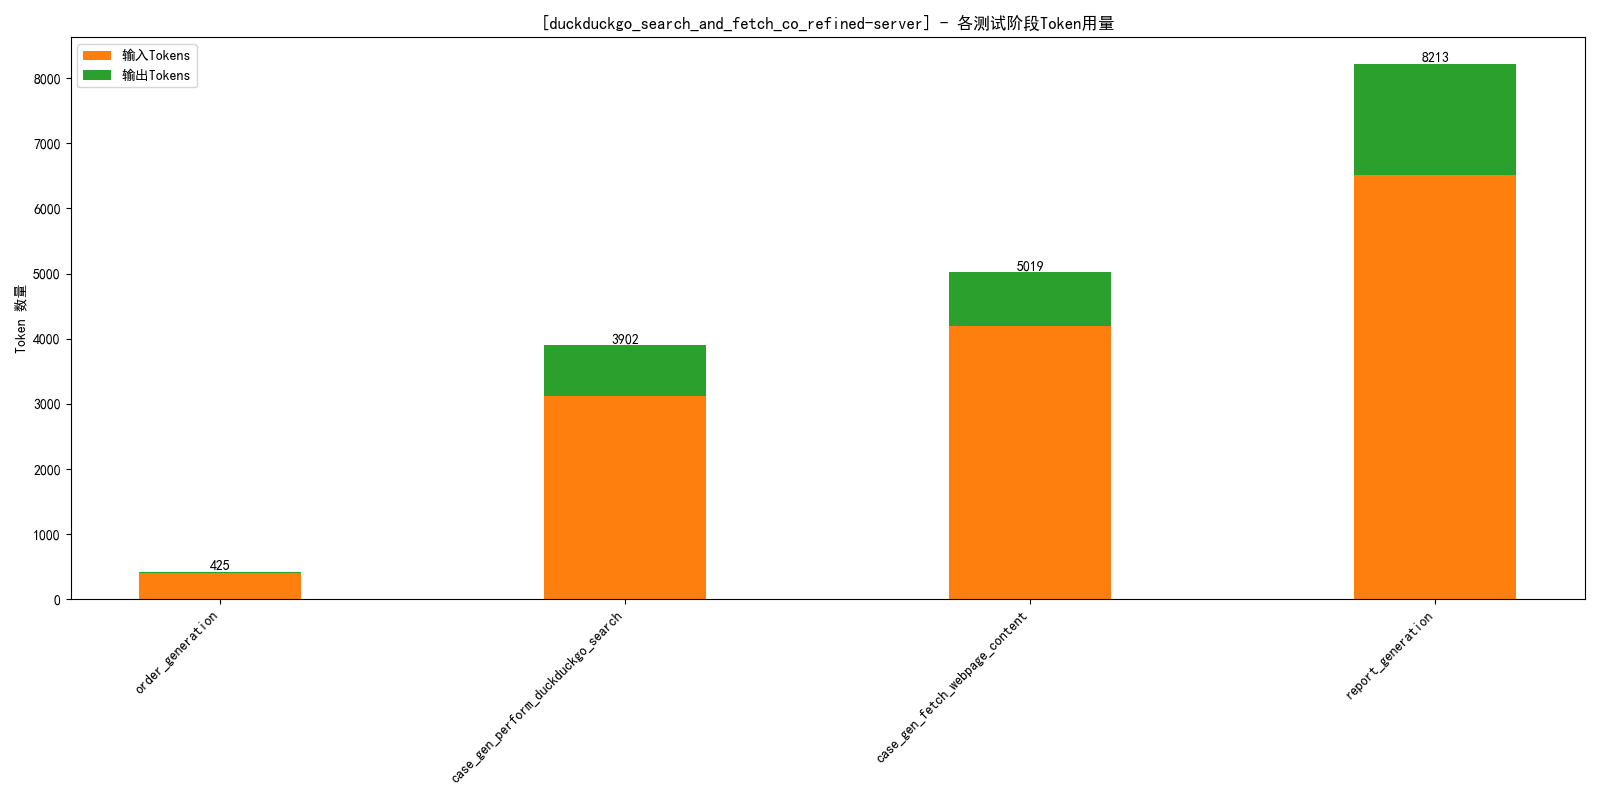 [duckduckgo_search_and_fetch_co_refined-server] - 各测试阶段Token用量
输入Tokens
输出Tokens
Token 数量
8000
7000
6000
5000
4000
3000
2000
1000
0
425
3902
5019
8213
order_generation
case_gen_perform_duckduckgo_search
case_gen_fetch_webpage_content
report_generation